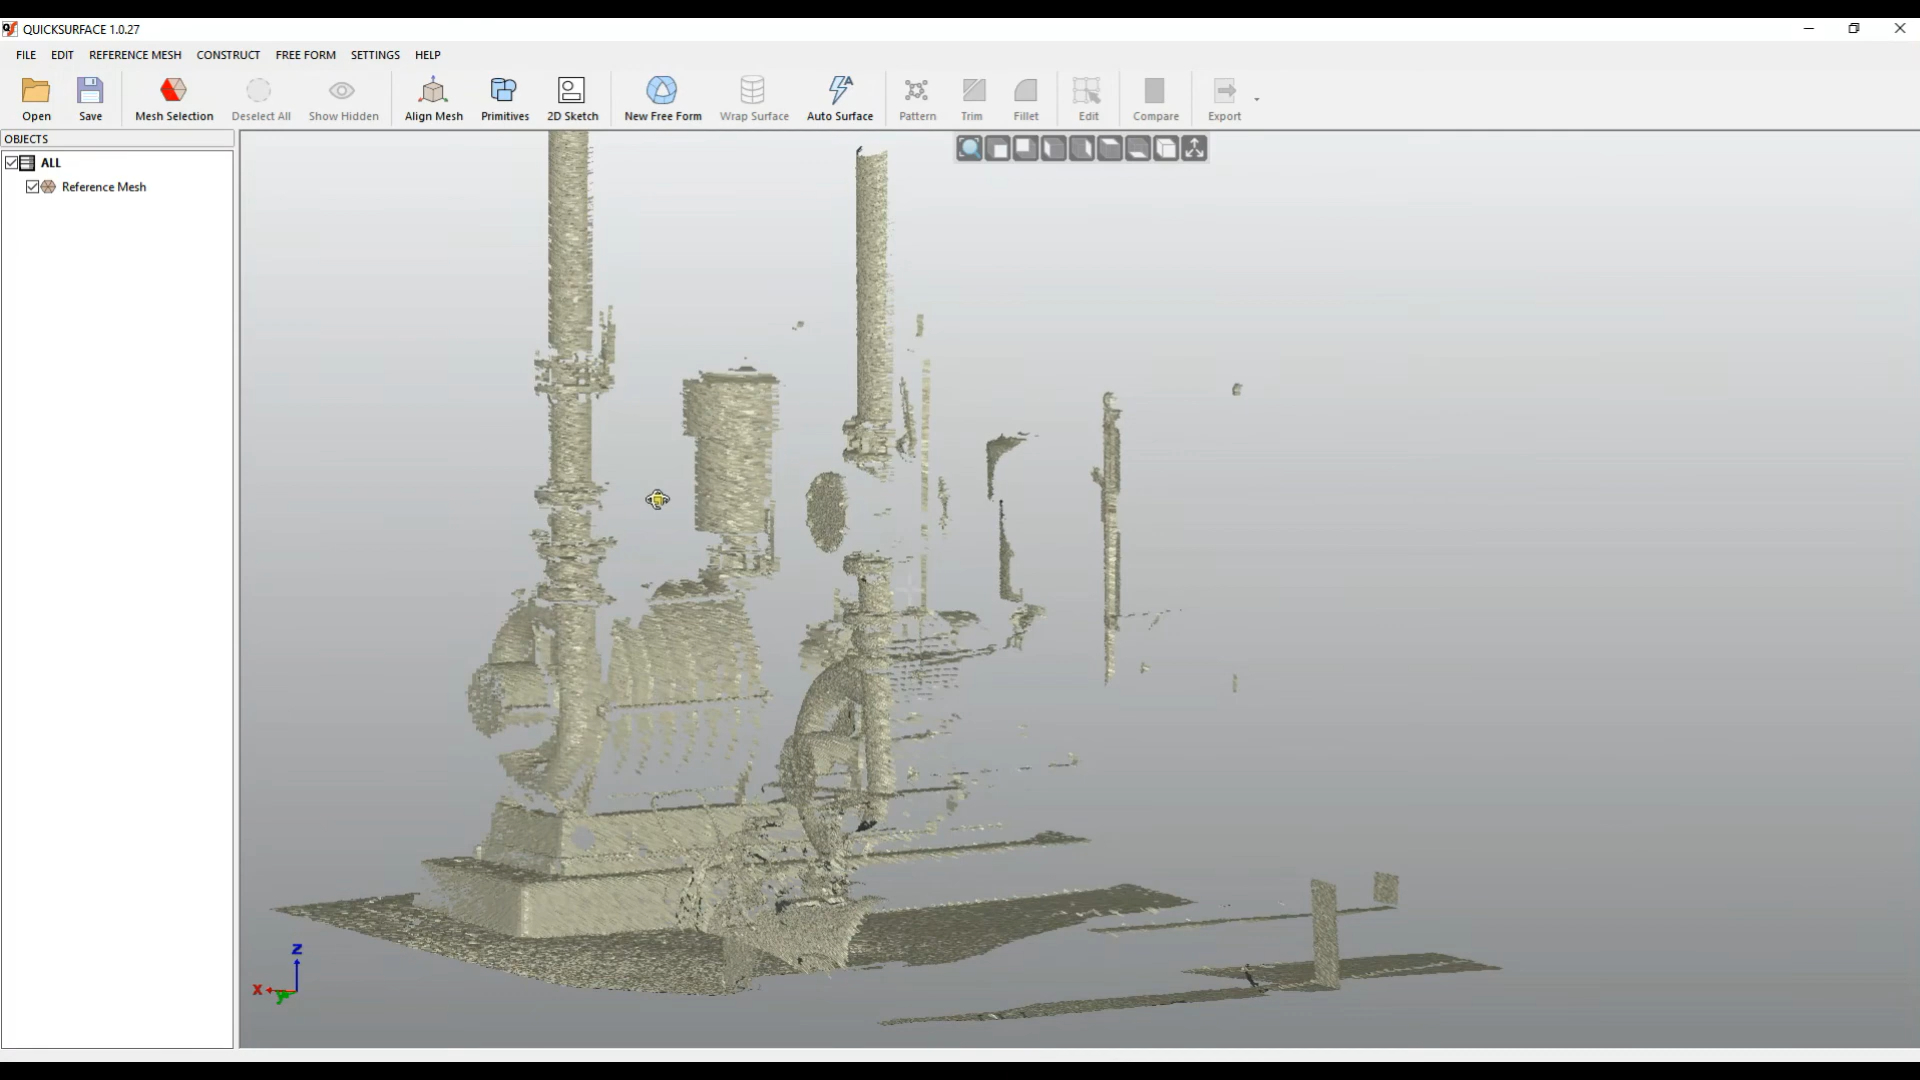 QUICKSURFACE 1.0.27
FILE EDIT REFERENCE MESH CONSTRUCT FREE FORM SETTINGS HELP
Open Save Mesh Selection Deselect All Show Hidden Align Mesh Primitives 2D Sketch New Free Form Wrap Surface Auto Surface Pattern Trim Fillet Edit Compare Export
OBJECTS
ALL
Reference Mesh
Z
X
Y